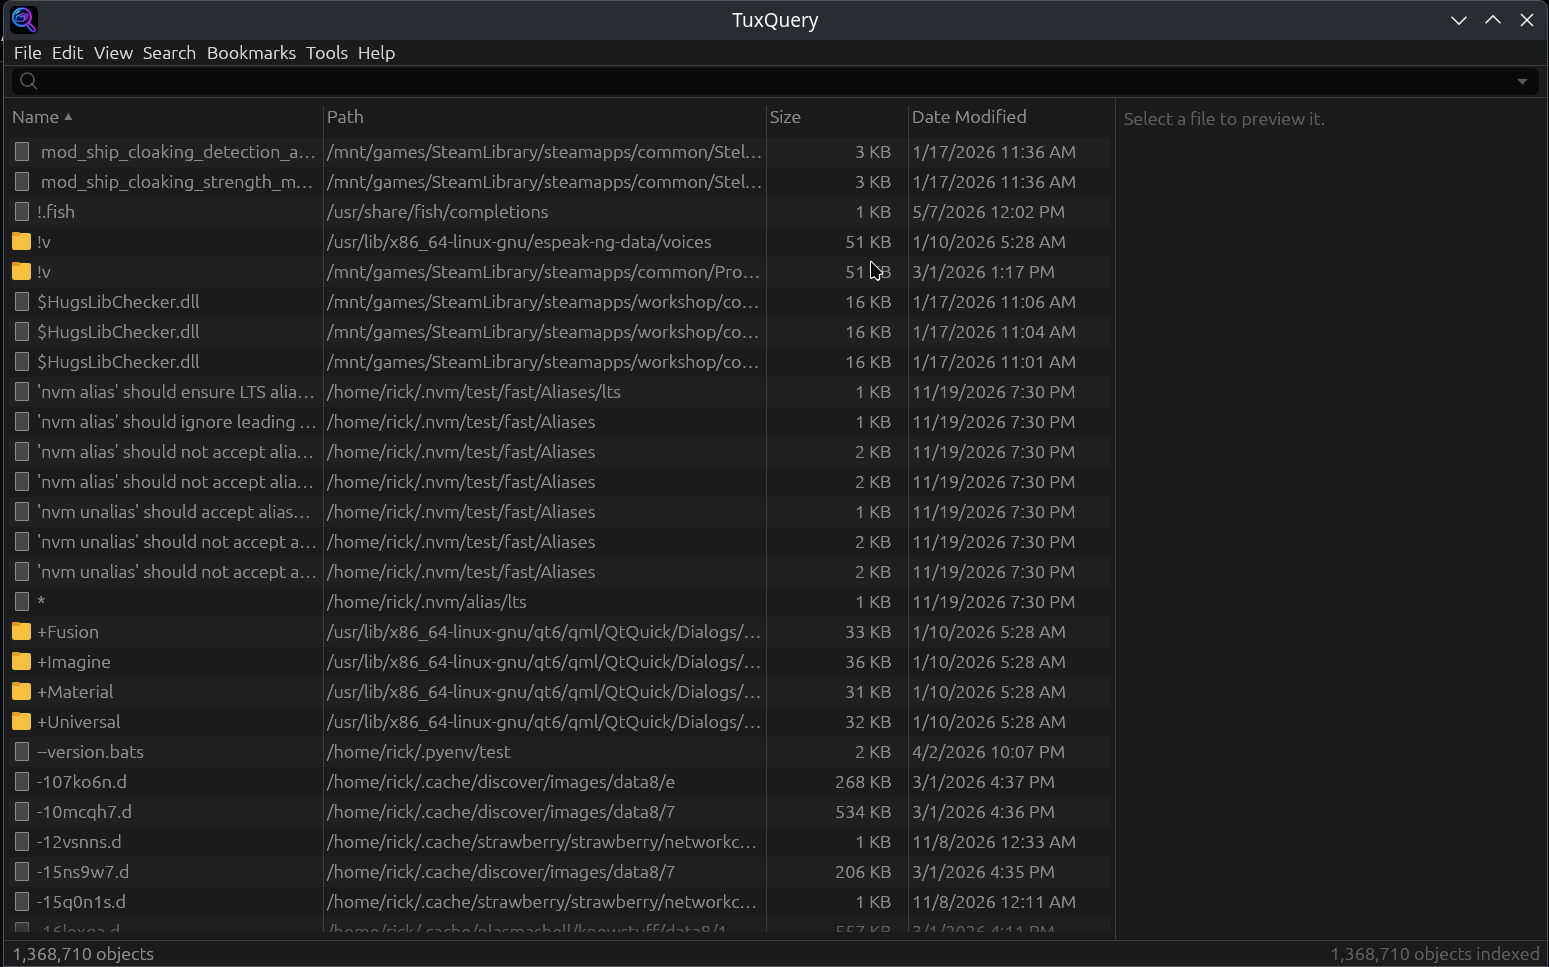 TuxQuery
File Edit View Search Bookmarks Tools Help
Name Path Size Date Modified
Select a file to preview it.
mod_ship_cloaking_detection_a... /mnt/games/SteamLibrary/steamapps/common/Stel... 3 KB 1/17/2026 11:36 AM
mod_ship_cloaking_strength_m... /mnt/games/SteamLibrary/steamapps/common/Stel... 3 KB 1/17/2026 11:36 AM
!.fish /usr/share/fish/completions 1 KB 5/7/2026 12:02 PM
!v /usr/lib/x86_64-linux-gnu/espeak-ng-data/voices 51 KB 1/10/2026 5:28 AM
!v /mnt/games/SteamLibrary/steamapps/common/Pro... 51 KB 3/1/2026 1:17 PM
$HugsLibChecker.dll /mnt/games/SteamLibrary/steamapps/workshop/co... 16 KB 1/17/2026 11:06 AM
$HugsLibChecker.dll /mnt/games/SteamLibrary/steamapps/workshop/co... 16 KB 1/17/2026 11:04 AM
$HugsLibChecker.dll /mnt/games/SteamLibrary/steamapps/workshop/co... 16 KB 1/17/2026 11:01 AM
'nvm alias' should ensure LTS alia... /home/rick/.nvm/test/fast/Aliases/lts 1 KB 11/19/2026 7:30 PM
'nvm alias' should ignore leading ... /home/rick/.nvm/test/fast/Aliases 1 KB 11/19/2026 7:30 PM
'nvm alias' should not accept alia... /home/rick/.nvm/test/fast/Aliases 2 KB 11/19/2026 7:30 PM
'nvm alias' should not accept alia... /home/rick/.nvm/test/fast/Aliases 2 KB 11/19/2026 7:30 PM
'nvm unalias' should accept alias... /home/rick/.nvm/test/fast/Aliases 1 KB 11/19/2026 7:30 PM
'nvm unalias' should not accept a... /home/rick/.nvm/test/fast/Aliases 2 KB 11/19/2026 7:30 PM
'nvm unalias' should not accept a... /home/rick/.nvm/test/fast/Aliases 2 KB 11/19/2026 7:30 PM
* /home/rick/.nvm/alias/lts 1 KB 11/19/2026 7:30 PM
+Fusion /usr/lib/x86_64-linux-gnu/qt6/qml/QtQuick/Dialogs/... 33 KB 1/10/2026 5:28 AM
+Imagine /usr/lib/x86_64-linux-gnu/qt6/qml/QtQuick/Dialogs/... 36 KB 1/10/2026 5:28 AM
+Material /usr/lib/x86_64-linux-gnu/qt6/qml/QtQuick/Dialogs/... 31 KB 1/10/2026 5:28 AM
+Universal /usr/lib/x86_64-linux-gnu/qt6/qml/QtQuick/Dialogs/... 32 KB 1/10/2026 5:28 AM
--version.bats /home/rick/.pyenv/test 2 KB 4/2/2026 10:07 PM
-107ko6n.d /home/rick/.cache/discover/images/data8/e 268 KB 3/1/2026 4:37 PM
-10mcqh7.d /home/rick/.cache/discover/images/data8/7 534 KB 3/1/2026 4:36 PM
-12vsnns.d /home/rick/.cache/strawberry/strawberry/networkc... 1 KB 11/8/2026 12:33 AM
-15ns9w7.d /home/rick/.cache/discover/images/data8/7 206 KB 3/1/2026 4:35 PM
-15q0n1s.d /home/rick/.cache/strawberry/strawberry/networkc... 1 KB 11/8/2026 12:11 AM
/home/rick/.cache/plasmashell/knewstuff/data8/1 557 KB 3/1/2026 4:11 PM
1,368,710 objects 1,368,710 objects indexed